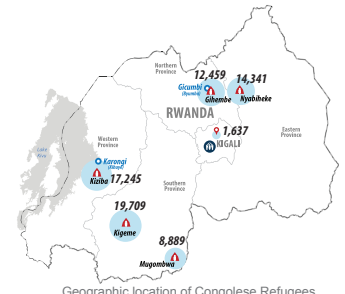 Northern
Province
12,459
14,341
Gicumbi
(Byumba)
Gihembe
Nyabiheke
RWANDA
1,637
KIGALI
Eastern
Province
Lake
Kivu
Western
Province
Karongi
(Kibuye)
Kiziba
17,245
Southern
Province
19,709
Kigeme
8,889
Mugombwa
Geographic location of Congolese Refugees